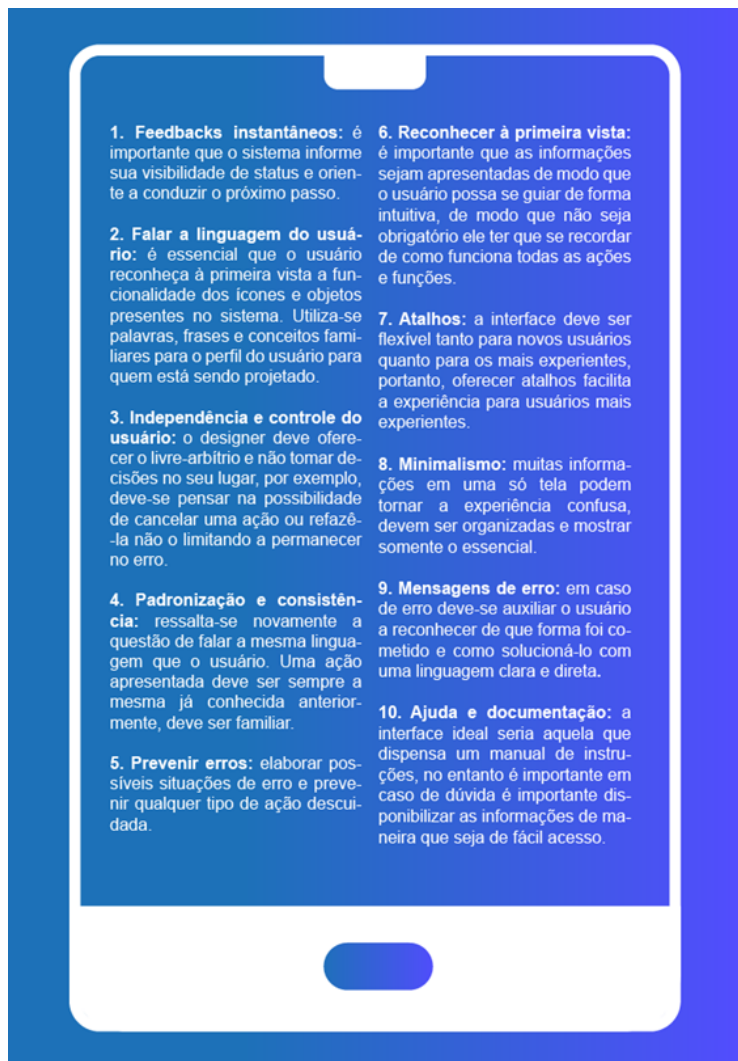 1. Feedbacks instantâneos: é
importante que o sistema informe
sua visibilidade de status e orien-
te a conduzir o próximo passo.
2. Falar a linguagem do usuá-
rio: é essencial que o usuário
reconheça à primeira vista a fun-
cionalidade dos ícones e objetos
presentes no sistema. Utiliza-se
palavras, frases e conceitos fami-
liares para o perfil do usuário para
quem está sendo projetado.
3. Independência e controle do
usuário: o designer deve ofere-
cer o livre-arbítrio e não tomar de-
cisões no seu lugar, por exemplo,
deve-se pensar na possibilidade
de cancelar uma ação ou refazê-
-la não o limitando a permanecer
no erro.
4. Padronização e consistên-
cia: ressalta-se novamente a
questão de falar a mesma lingua-
gem que o usuário. Uma ação
apresentada deve ser sempre a
mesma já conhecida anterior-
mente, deve ser familiar.
5. Prevenir erros: elaborar pos-
síveis situações de erro e preve-
nir qualquer tipo de ação descui-
dada.
6. Reconhecer à primeira vista:
é importante que as informações
sejam apresentadas de modo que
o usuário possa se guiar de forma
intuitiva, de modo que não seja
obrigatório ele ter que se recordar
de como funciona todas as ações
e funções.
7. Atalhos: a interface deve ser
flexível tanto para novos usuários
quanto para os mais experientes,
portanto, oferecer atalhos facilita
a experiência para usuários mais
experientes.
8. Minimalismo: muitas informa-
ções em uma só tela podem
tornar a experiência confusa,
devem ser organizadas e mostrar
somente o essencial.
9. Mensagens de erro: em caso
de erro deve-se auxiliar o usuário
a reconhecer de que forma foi co-
metido e como solucioná-lo com
uma linguagem clara e direta.
10. Ajuda e documentação: a
interface ideal seria aquela que
dispensa um manual de instru-
ções, no entanto é importante em
caso de dúvida é importante dis-
ponibilizar as informações de ma-
neira que seja de fácil acesso.